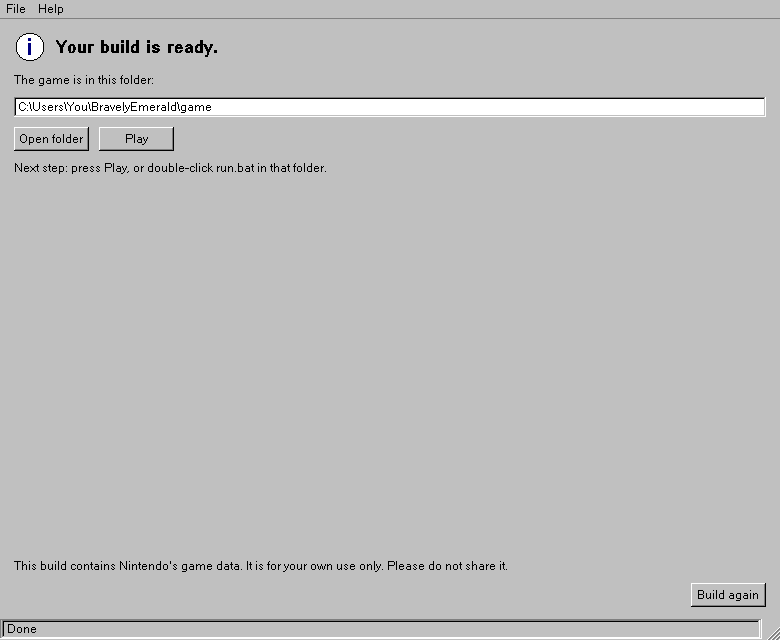 File Help
Your build is ready.
The game is in this folder:
C:\Users\You\BravelyEmerald\game
Open folder Play
Next step: press Play, or double-click run.bat in that folder.
This build contains Nintendo's game data. It is for your own use only. Please do not share it.
Build again
Done